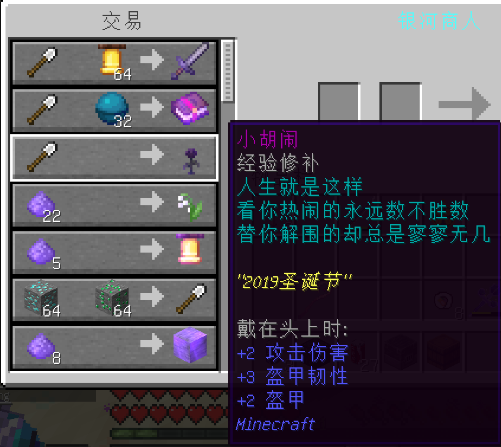 交易
银河商人
64
32
22
5
64 64
8
小胡闹
经验修补
人生就是这样
看你热闹的永远数不胜数
替你解围的却总是寥寥无几
"2019圣诞节"
戴在头上时:
+2 攻击伤害
+3 盔甲韧性
+2 盔甲
Minecraft